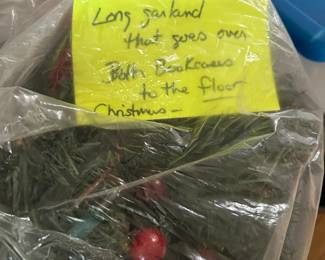 Long garland
that goes over
Both Bookcases
to the floor
Christmas —